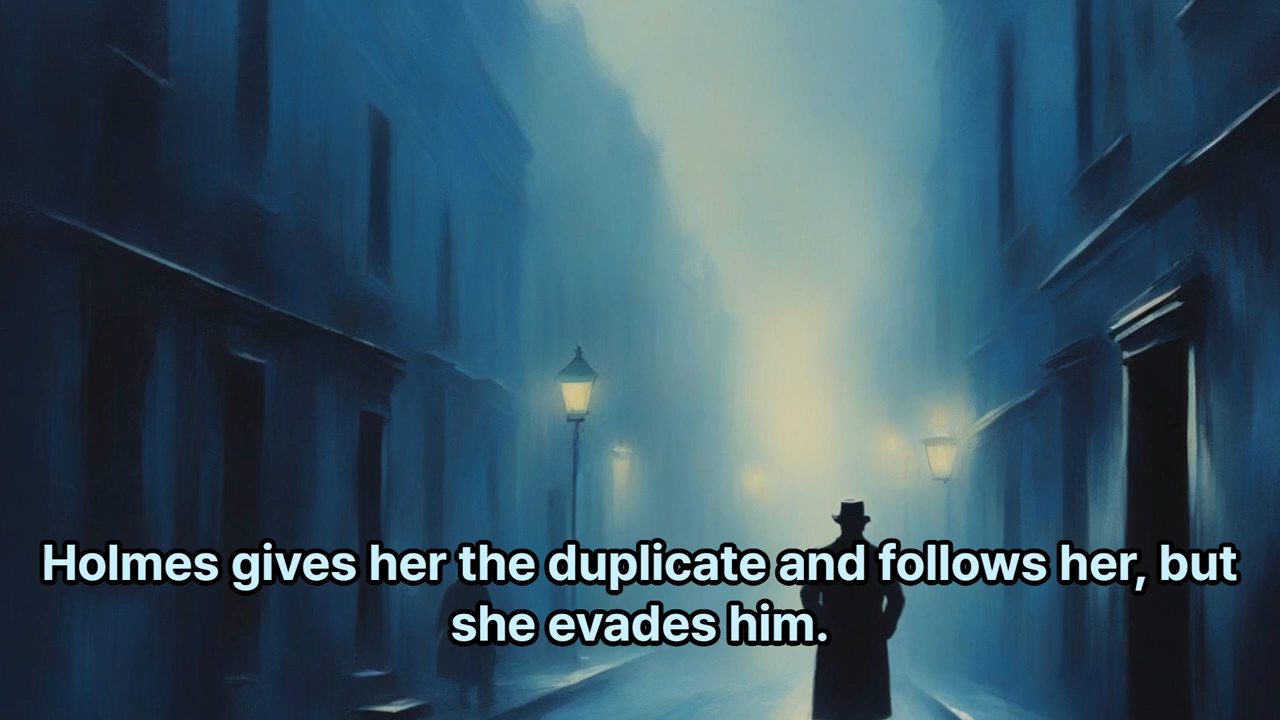 Holmes gives her the duplicate and follows her, but
she evades him.